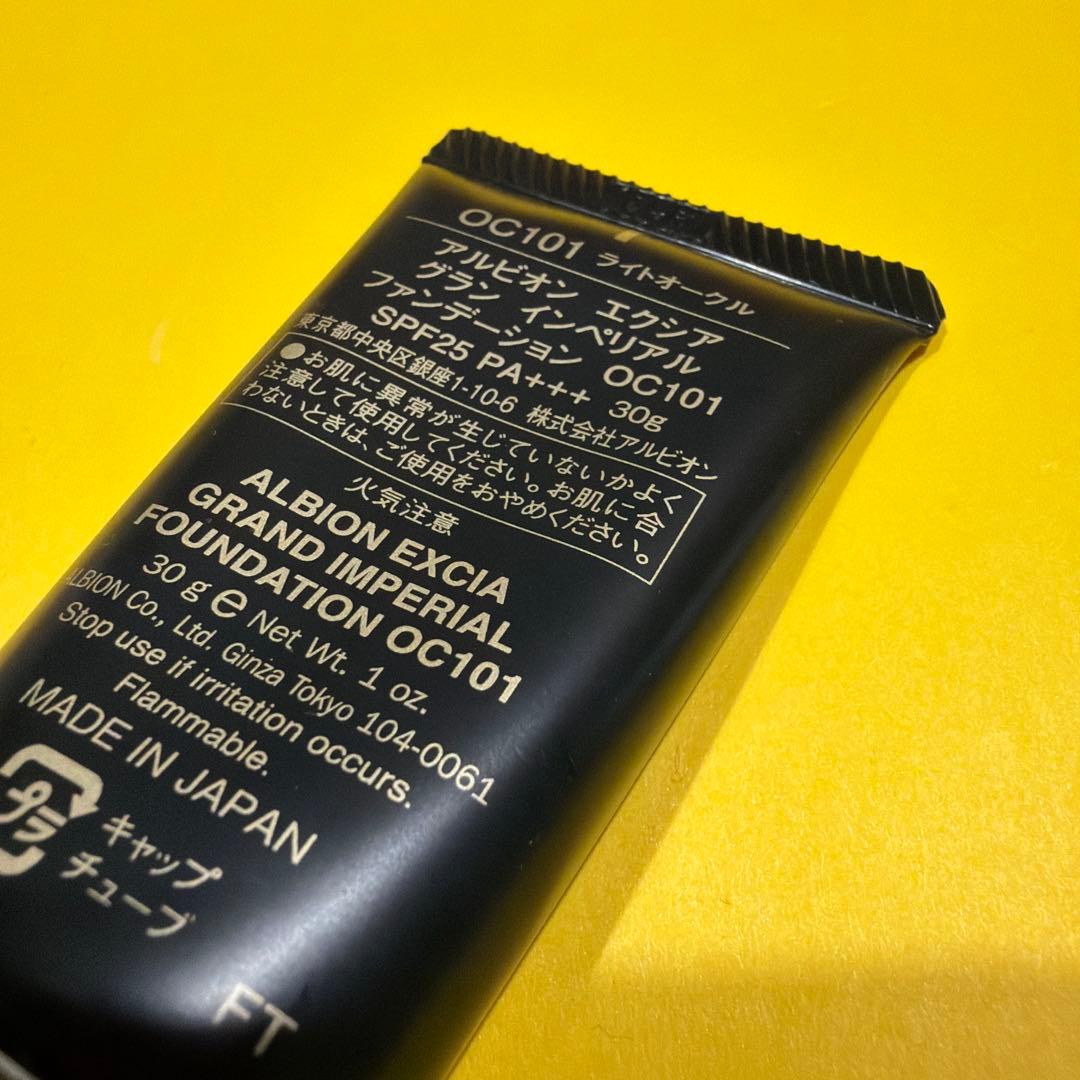 OC101 ライトオークル
アルビオン エクシア
グラン インペリアル
ファンデーション OC101
SPF25 PA+++ 30g
東京都中央区銀座1-10-6 株式会社アルビオン
●お肌に異常が生じていないかよく
注意して使用してください。お肌に合
わないときは、ご使用をおやめください。
火気注意
ALBION EXCIA
GRAND IMPERIAL
FOUNDATION OC101
30 g e Net Wt. 1 oz.
ALBION Co., Ltd. Ginza Tokyo 104-0061
Stop use if irritation occurs.
Flammable.
MADE IN JAPAN
プラ
キャップ
チューブ
FT